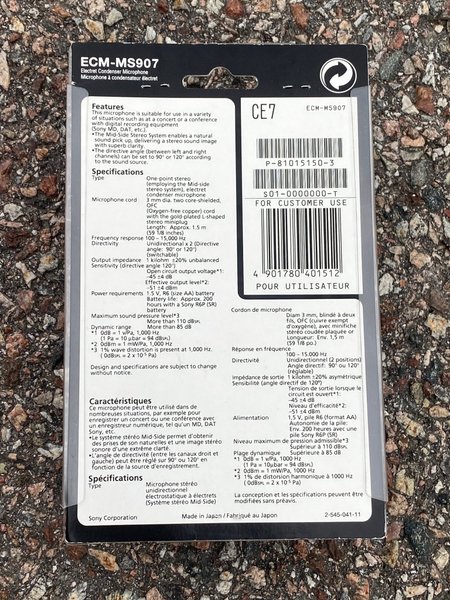 ECM-MS907
Electret Condenser Microphone
Microphone à condensateur électret
Features
This microphone is suitable for use in a variety
of situations such as at a concert or a conference
with digital recording equipment
(Sony MD, DAT, etc.).
•The Mid-Side Stereo System enables a natural
sound pick up, delivering a stereo sound image
with superb clarity.
•The directive angle (between the left and right
channels) can be set to 90° or 120° according
to the sound source.
Specifications
Type One-point stereo
(employing the Mid-side
stereo system), electret
condenser microphone
Microphone cord 3 mm dia. two core-shielded,
OFC
(Oxygen-free copper) cord
with the gold plated L-shaped
stereo miniplug
Length: Approx. 1.5 m
(59 1/8 inches)
Frequency response 100 – 15,000 Hz
Directivity Unidirectional x 2 (Directive
angle: 90° or 120°)
(switchable)
Output impedance 1 kilohm ±20% unbalanced
Sensitivity (directive angle 120°)
Open circuit output voltage*1:
-45 ±4 dB
Effective output level*2:
-51 ±4 dBm
Power requirements 1.5 V, R6 (size AA) battery
Battery life: Approx. 200
hours with a Sony R6P (SR)
battery
Maximum sound pressure level*3
More than 110 dBSPL
Dynamic range More than 85 dB
*1 0dB = 1 v/Pa, 1,000 Hz
(1 Pa = 10 μbar = 94 dBSPL)
*2 0dBm = 1 mW/Pa, 1,000 Hz
*3 1% wave distortion is present at 1,000 Hz.
( 0dBSPL = 2 x 10-5 Pa)
Design and specifications are subject to change
without notice.
Caractéristiques
Ce microphone peut être utilisé dans de
nombreuses situations, par exemple pour
enregistrer un concert ou une conférence avec
un enregistreur numérique, tel qu'un MD, DAT
Sony, etc.
•Le système stéréo Mid-Side permet d'obtenir
des prises de son naturelles et une image stéréo
sonore d'une extrême clarté.
•L'angle de directivité (entre les canaux droit et
gauche) peut être réglé sur 90° ou 120° en
fonction de la source d'enregistrement.
Spécifications
Type Microphone stéréo
unidirectionnel
électrostatique à électrets
(Système stéréo Mid-Side)
CE7
ECM-MS907
P-81015150-3
S01-0000000-T
FOR CUSTOMER USE
4 901780 401512
POUR UTILISATEUR
Cordon de microphone
Diam 3 mm, blindé à deux
fils, OFC (cuivre exempt
d'oxygène), avec minifiche
stéréo coudée plaquée or
Longueur: Env. 1,5 m
(59 1/8 po.)
Réponse en fréquence
100 – 15.000 Hz
Directivité Unidirectionnel (2 positions)
Angle directif: 90° or 120°
(réglable)
Impédance de sortie 1 kilohm ±20% asymétrique
Sensibilité (angle directif de 120°)
Tension de sortie lorsque le
circuit est ouvert*1:
-45 ±4 dB
Niveau d'efficacité*2:
-51 ±4 dBm
Alimentation 1,5 V, pile R6 (format AA)
Autonomie de la pile:
Env. 200 heures avec une
pile Sony R6P (SR)
Niveau maximum de pression admissible*3
Supérieur à 110 dBSPL
Plage dynamique Supérieure à 85 dB
*1 0dB = 1 v/Pa, 1000 Hz
(1 Pa = 10μbar = 94 dBSPL)
*2 0dBm = 1 mW/Pa, 1000 Hz
*3 1% de distorsion harmonique à 1000 Hz
( 0dBSPL = 2 x 10-5 Pa)
La conception et les spécifications peuvent être
modifiées sans préavis.
Sony Corporation Made in Japan / Fabriqué au Japon 2-545-041-11